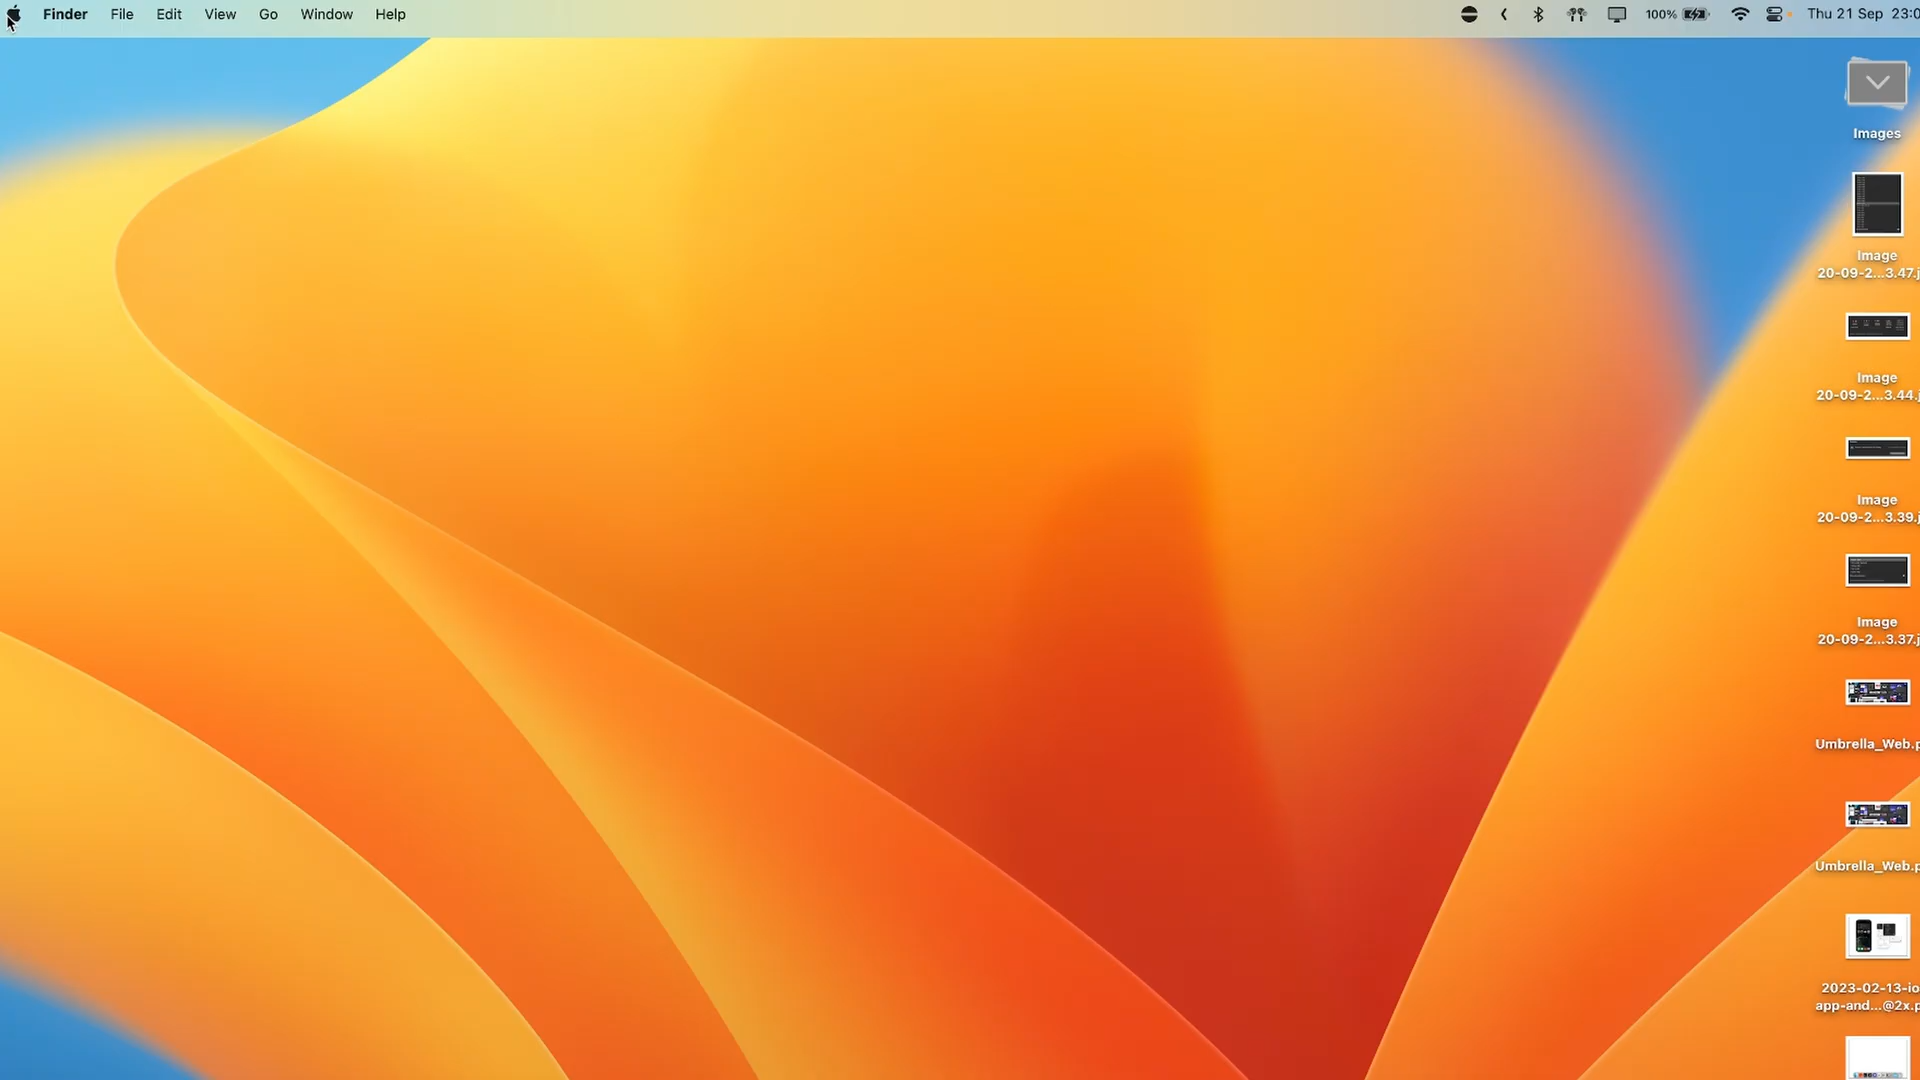 Finder File Edit View Go Window Help 100% Thu 21 Sep 23:0
Images
Image
20-09-2...3.47.j
Image
20-09-2...3.44.j
Image
20-09-2...3.39.j
Image
20-09-2...3.37.j
Umbrella_Web.p
Umbrella_Web.p
2023-02-13-io
app-and...@2x.p